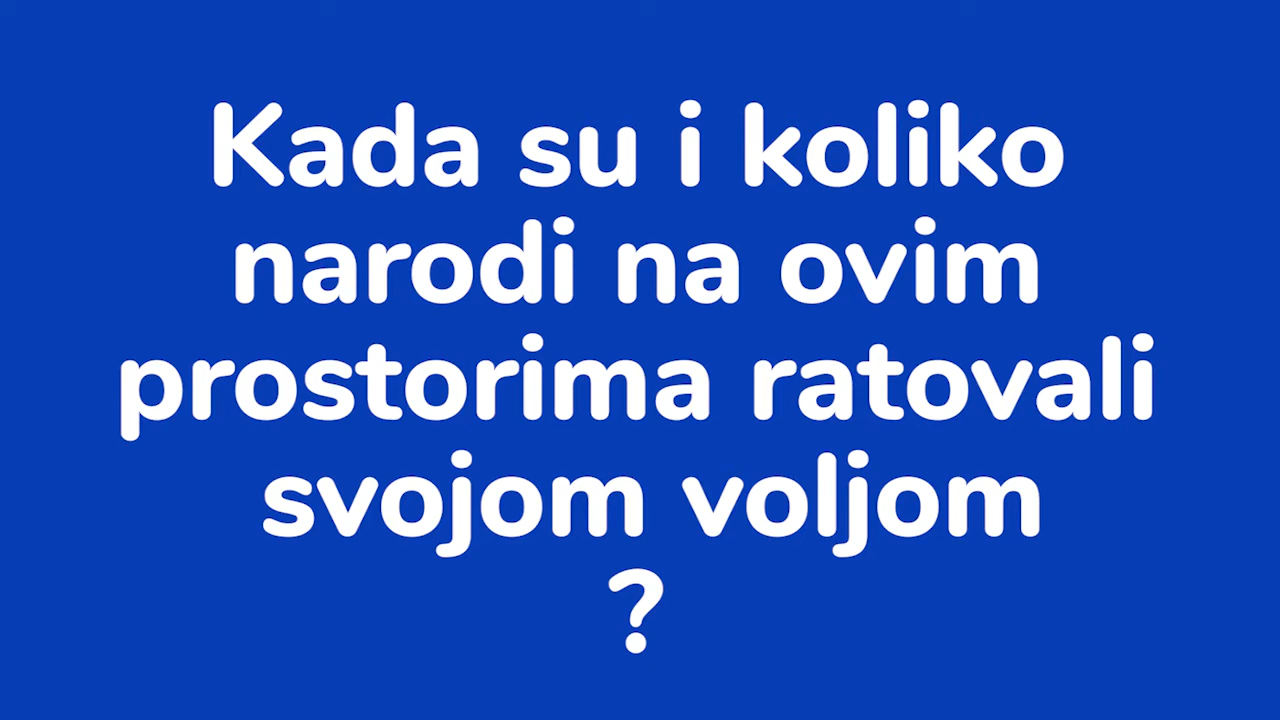 Kada su i koliko
narodi na ovim
prostorima ratovali
svojom voljom
?